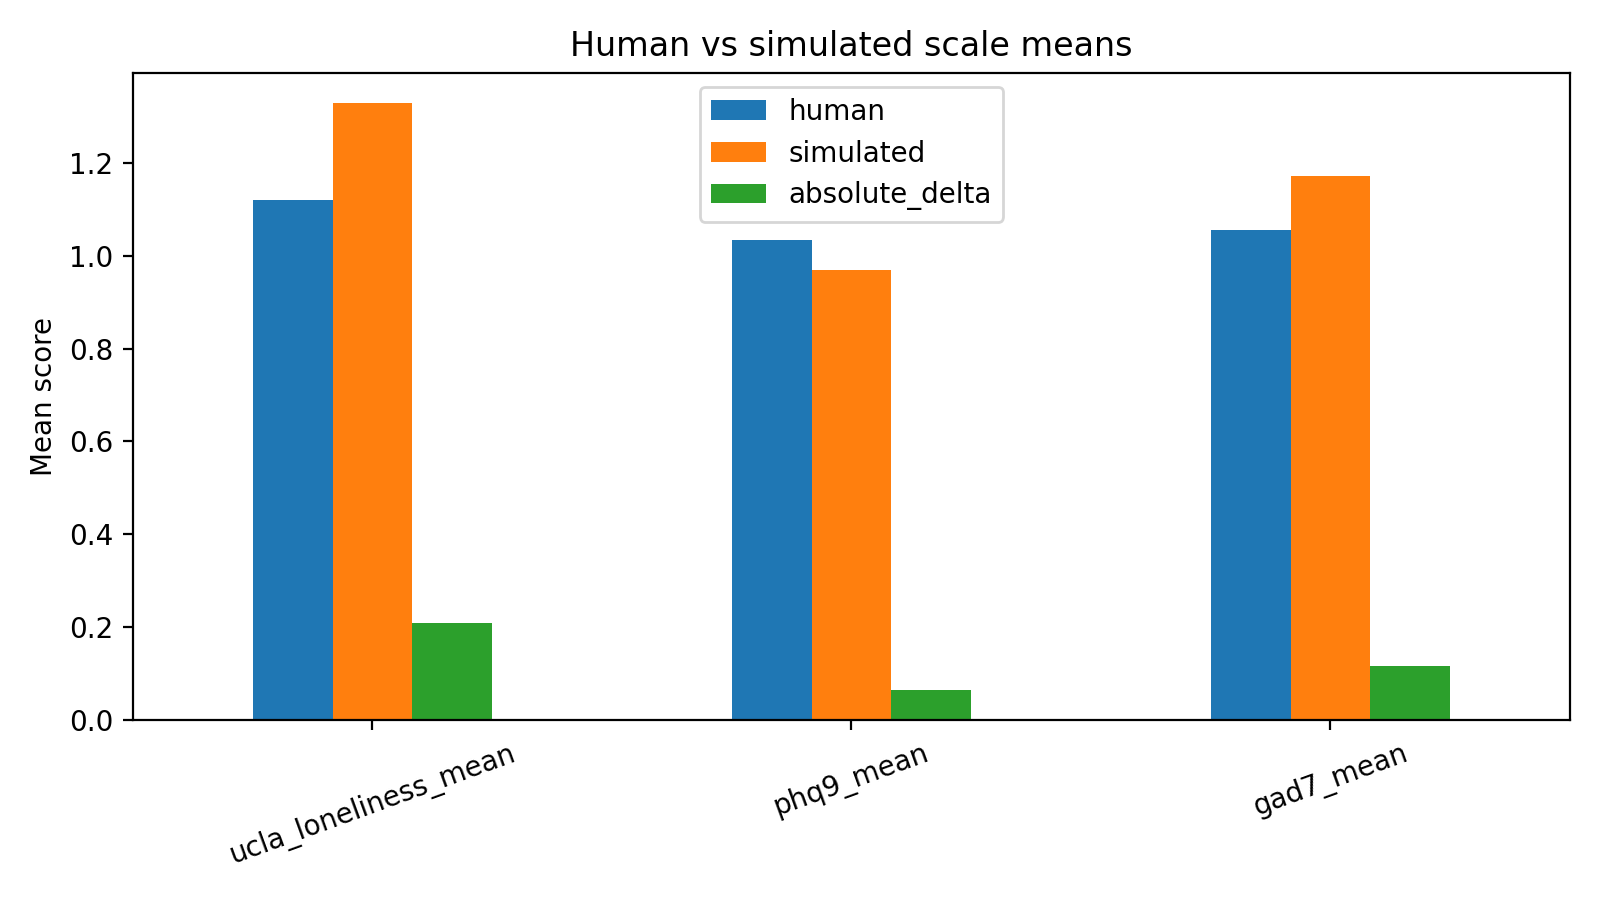 Human vs simulated scale means
human
simulated
absolute_delta
Mean score
1.2
1.0
0.8
0.6
0.4
0.2
0.0
ucla_loneliness_mean
phq9_mean
gad7_mean